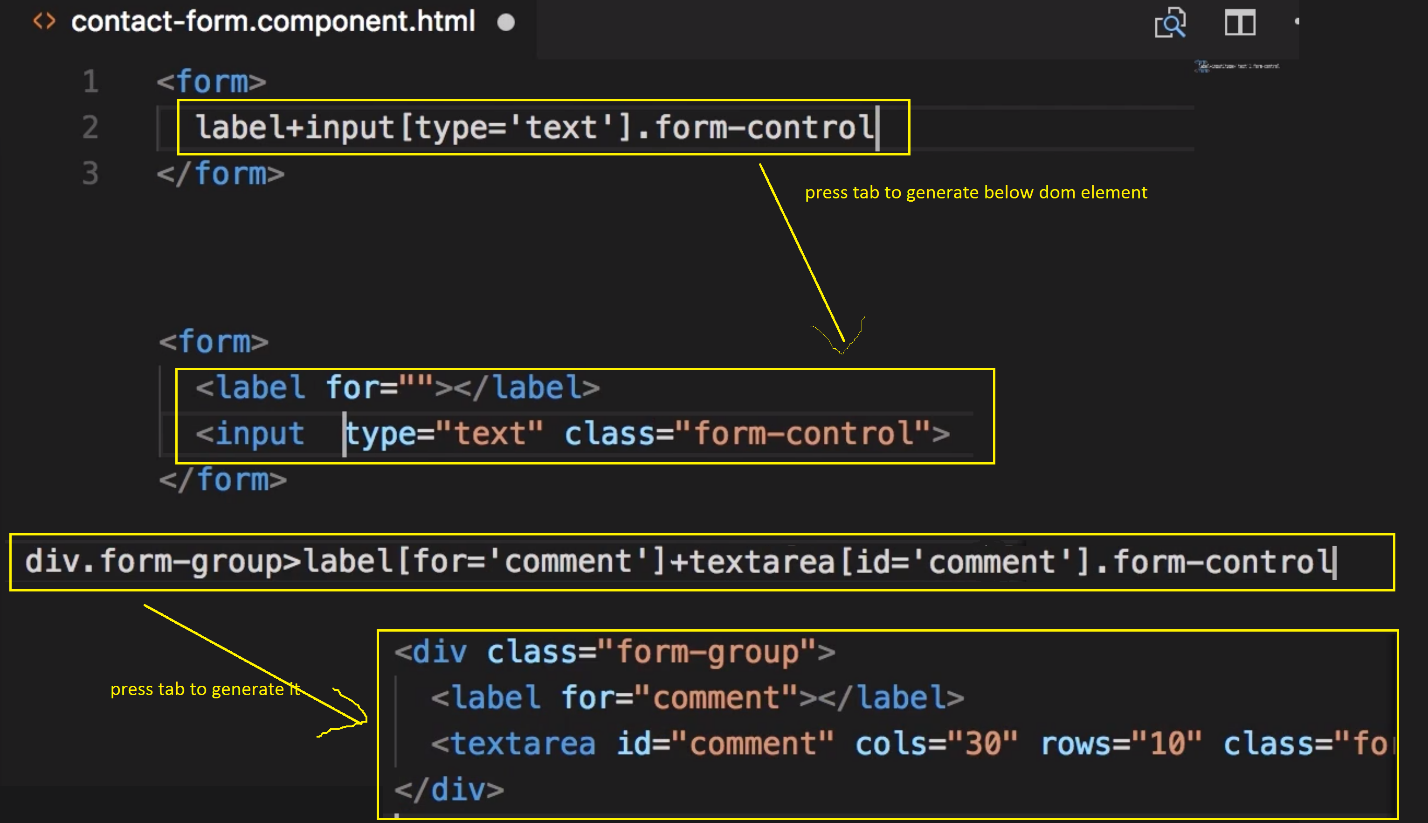 <> contact-form.component.html
1 <form>
2 label+input[type='text'].form-control
3 </form>
press tab to generate below dom element
<form>
<label for=""></label>
<input type="text" class="form-control">
</form>
div.form-group>label[for='comment']+textarea[id='comment'].form-control
press tab to generate it
<div class="form-group">
<label for="comment"></label>
<textarea id="comment" cols="30" rows="10" class="fo
</div>